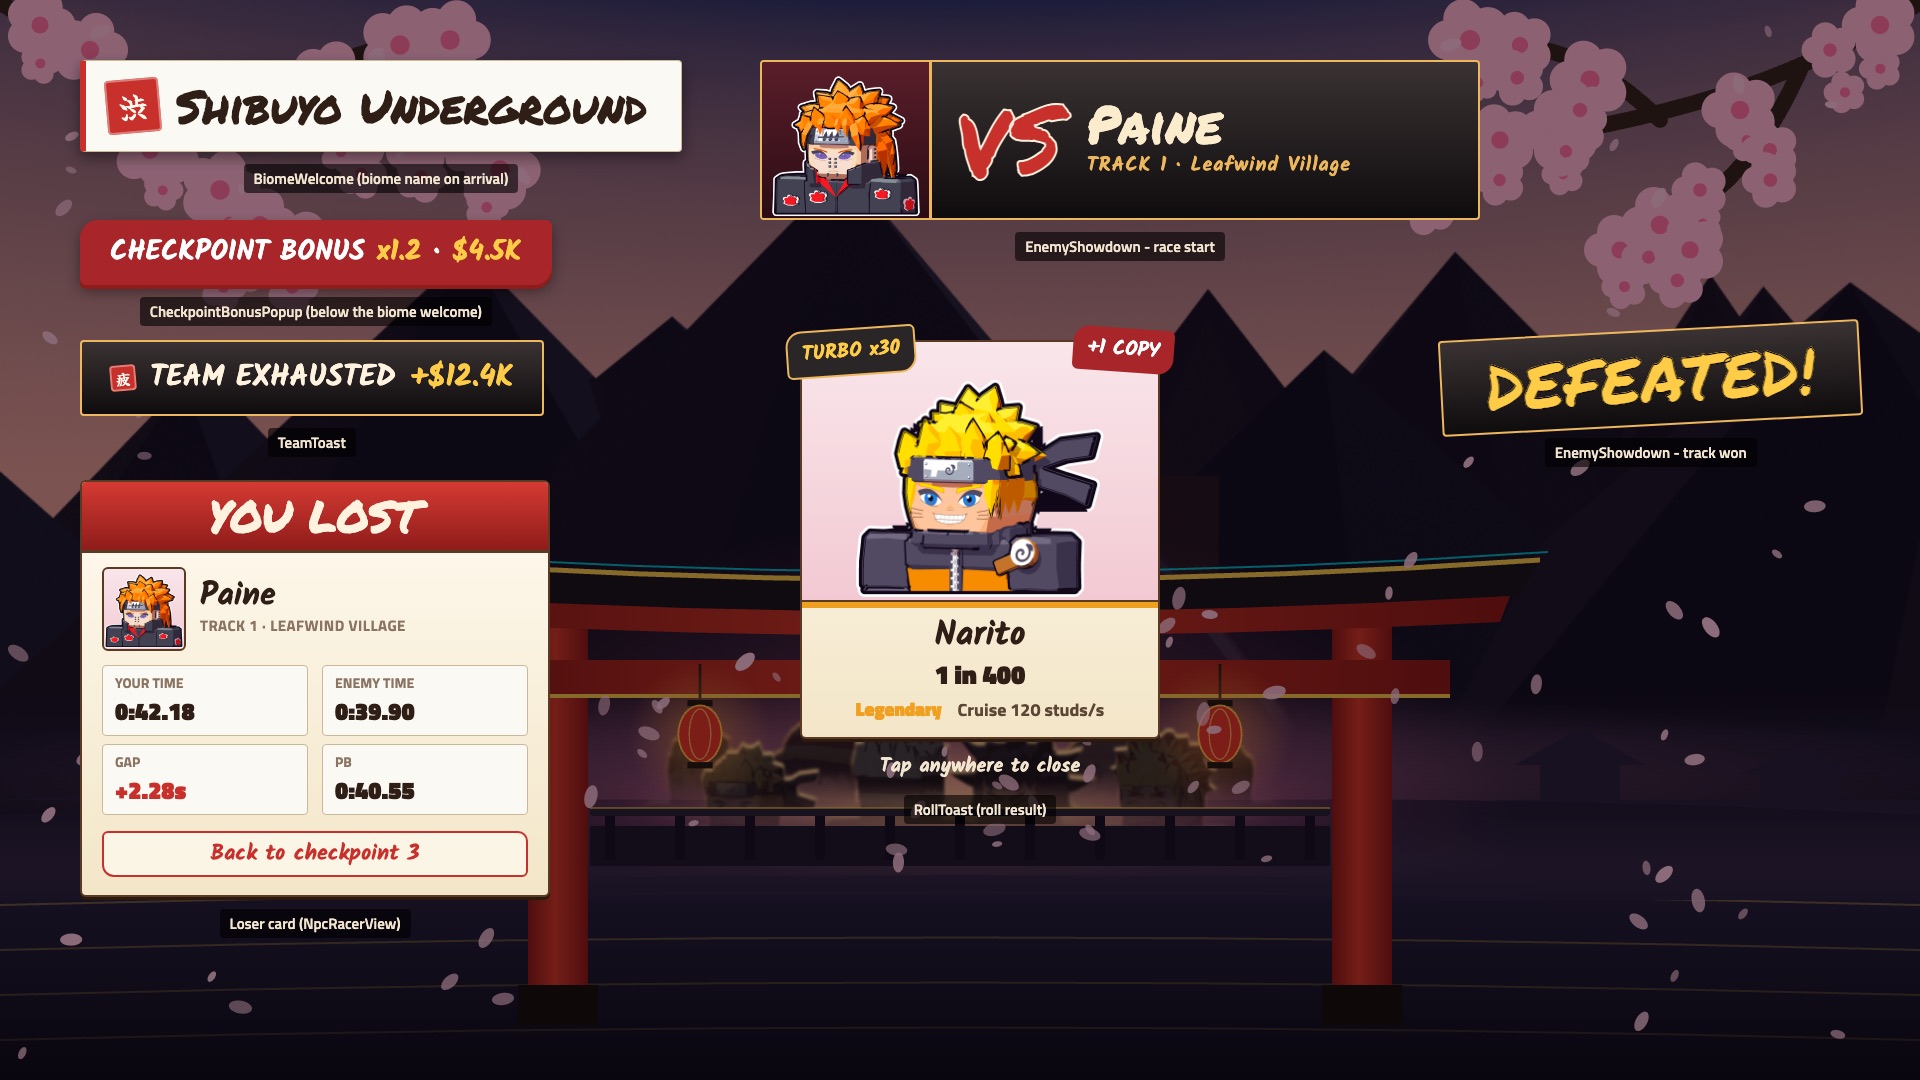 渋 Shibuyo Underground
BiomeWelcome (biome name on arrival)
CHECKPOINT BONUS x1.2 · $4.5K
CheckpointBonusPopup (below the biome welcome)
疲 TEAM EXHAUSTED +$12.4K
TeamToast
YOU LOST
Paine
TRACK 1 · LEAFWIND VILLAGE
YOUR TIME
0:42.18
ENEMY TIME
0:39.90
GAP
+2.28s
PB
0:40.55
Back to checkpoint 3
Loser card (NpcRacerView)
VS Paine
TRACK 1 · Leafwind Village
EnemyShowdown - race start
TURBO x30
+1 COPY
Narito
1 in 400
Legendary Cruise 120 studs/s
Tap anywhere to close
RollToast (roll result)
DEFEATED!
EnemyShowdown - track won